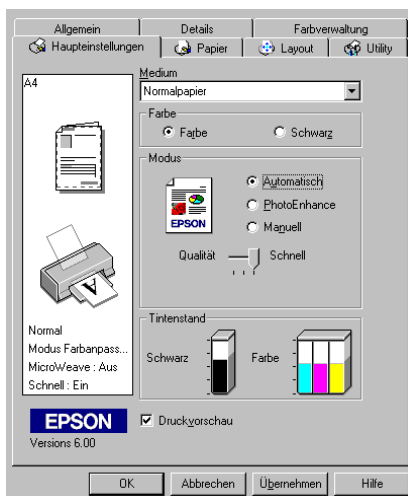 Allgemein Details Farbverwaltung
Haupteinstellungen Papier Layout Utility
A4
Medium
Normalpapier
Farbe
Farbe Schwarz
Modus
Automatisch
PhotoEnhance
Manuell
EPSON
Qualität Schnell
A
Normal
Modus Farbanpass...
MicroWeave : Aus
Schnell : Ein
Tintenstand
Schwarz Farbe
EPSON
Versions 6.00
Druckvorschau
OK Abbrechen Übernehmen Hilfe